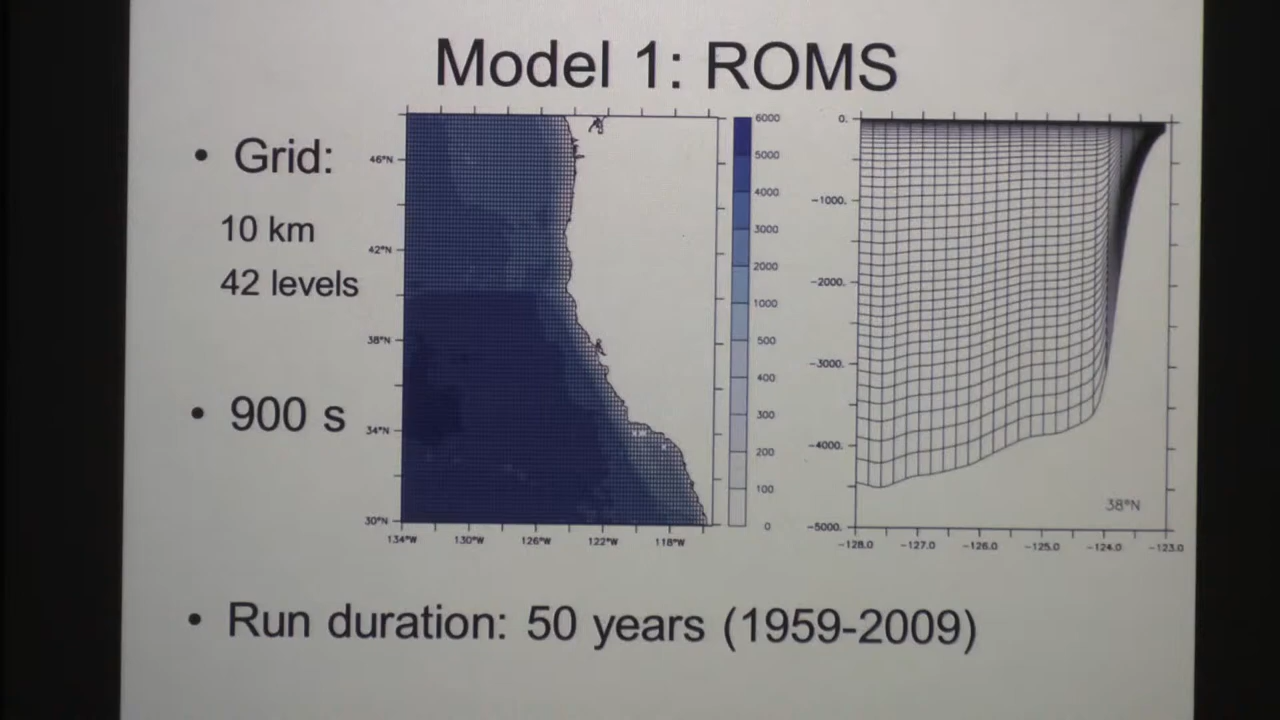 Model 1: ROMS
• Grid:
10 km
42 levels
• 900 s
46°N
42°N
38°N
34°N
30°N
134°W 130°W 126°W 122°W 118°W
6000
5000
4000
3000
2000
1000
500
400
300
200
100
0
0.
-1000.
-2000.
-3000.
-4000.
-5000.
38°N
-128.0 -127.0 -126.0 -125.0 -124.0 -123.0
• Run duration: 50 years (1959-2009)